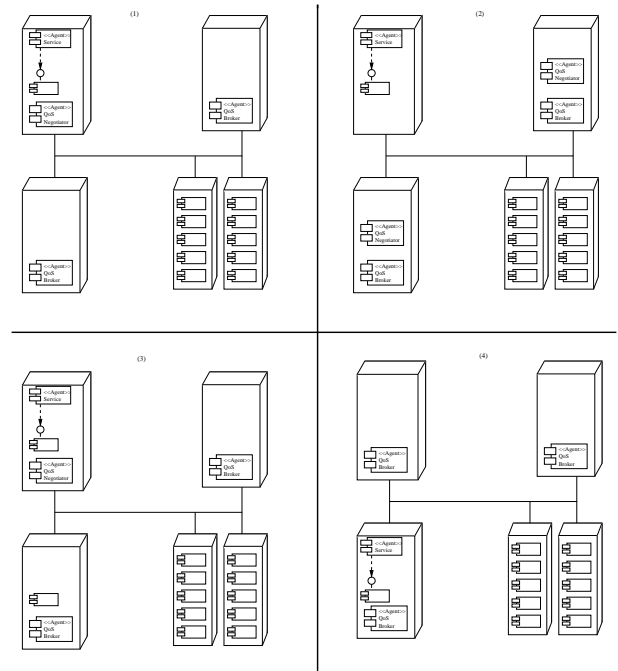 (1)
<<Agent>>
Service
<<Agent>>
QoS
Negotiator
<<Agent>>
QoS
Broker
<<Agent>>
QoS
Broker
(2)
<<Agent>>
Service
<<Agent>>
QoS
Negotiator
<<Agent>>
QoS
Broker
<<Agent>>
QoS
Negotiator
<<Agent>>
QoS
Broker
(3)
<<Agent>>
Service
<<Agent>>
QoS
Negotiator
<<Agent>>
QoS
Broker
<<Agent>>
QoS
Broker
(4)
<<Agent>>
QoS
Broker
<<Agent>>
QoS
Broker
<<Agent>>
Service
<<Agent>>
QoS
Broker